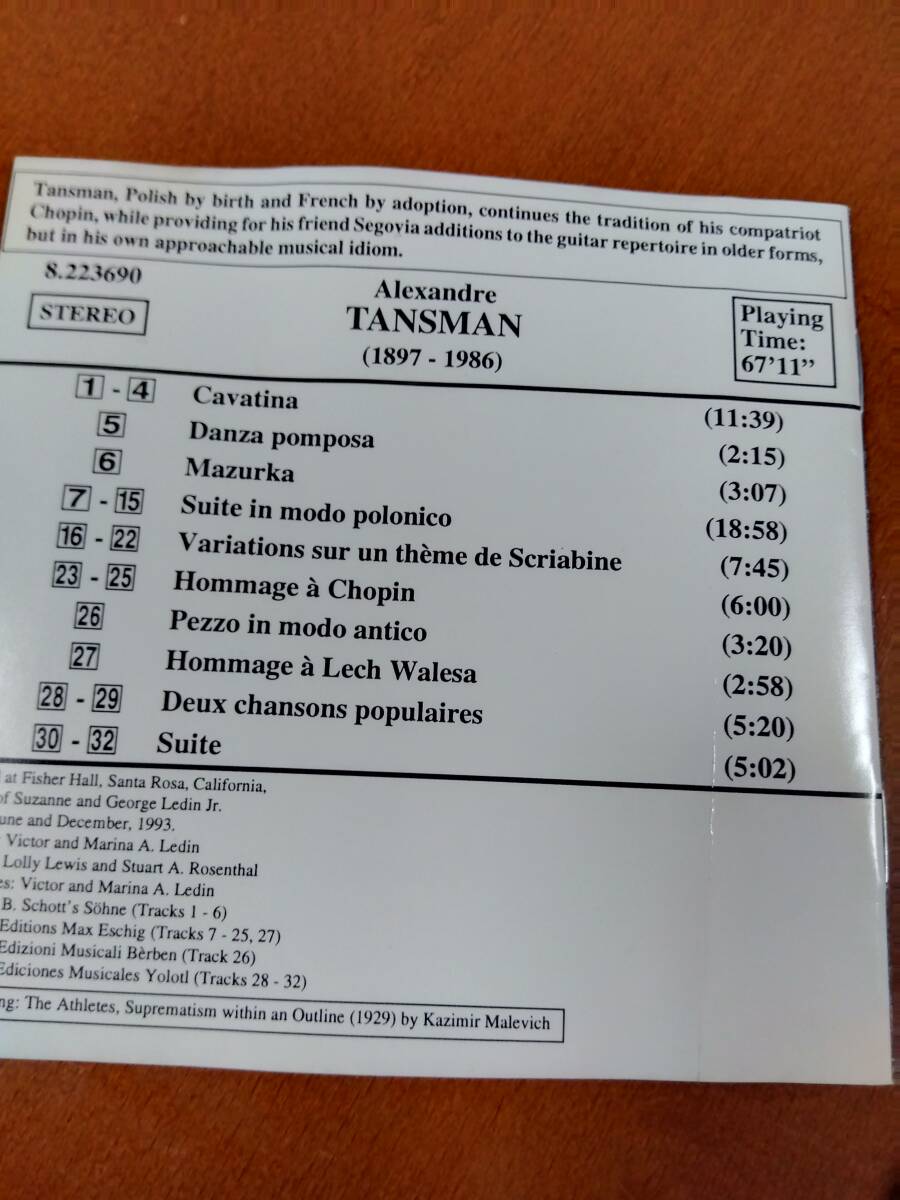 Tansman, Polish by birth and French by adoption, continues the tradition of his compatriot
Chopin, while providing for his friend Segovia additions to the guitar repertoire in older forms,
but in his own approachable musical idiom.
8.223690
STEREO
Alexandre
TANSMAN
(1897 - 1986)
Playing
Time:
67'11”
1 - 4 Cavatina (11:39)
5 Danza pomposa (2:15)
6 Mazurka (3:07)
7 - 15 Suite in modo polonico (18:58)
16 - 22 Variations sur un thème de Scriabine (7:45)
23 - 25 Hommage à Chopin (6:00)
26 Pezzo in modo antico (3:20)
27 Hommage à Lech Walesa (2:58)
28 - 29 Deux chansons populaires (5:20)
30 - 32 Suite (5:02)
at Fisher Hall, Santa Rosa, California,
of Suzanne and George Ledin Jr.
une and December, 1993.
Victor and Marina A. Ledin
Lolly Lewis and Stuart A. Rosenthal
es: Victor and Marina A. Ledin
B. Schott's Söhne (Tracks 1 - 6)
Editions Max Eschig (Tracks 7 - 25, 27)
Edizioni Musicali Bèrben (Track 26)
Ediciones Musicales Yolotl (Tracks 28 - 32)
ng: The Athletes, Suprematism within an Outline (1929) by Kazimir Malevich